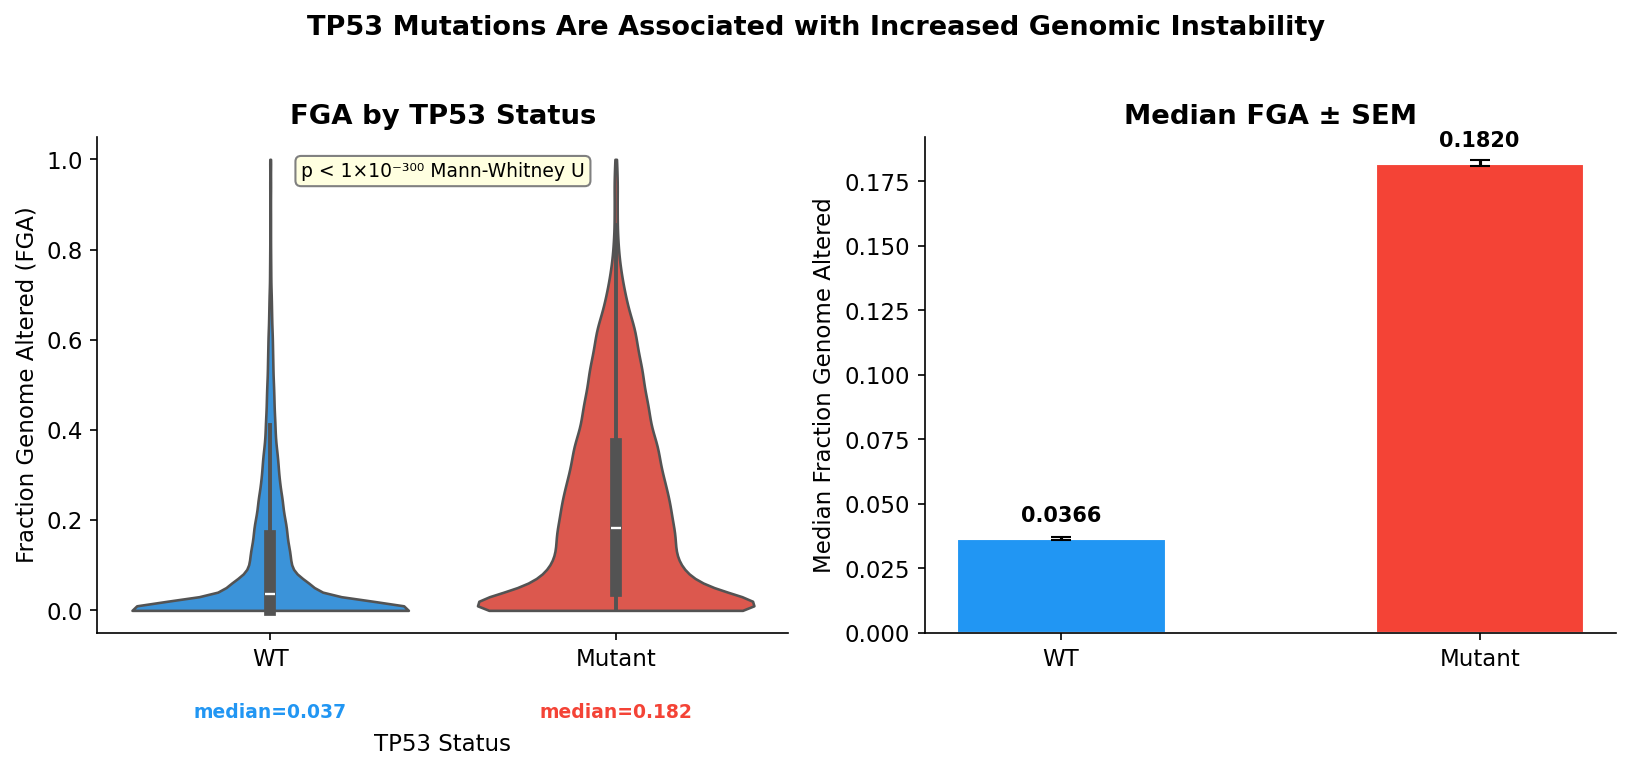 TP53 Mutations Are Associated with Increased Genomic Instability
FGA by TP53 Status
p < 1×10⁻³⁰⁰ Mann-Whitney U
Fraction Genome Altered (FGA)
1.0
0.8
0.6
0.4
0.2
0.0
WT
Mutant
median=0.037
median=0.182
TP53 Status
Median FGA ± SEM
Median Fraction Genome Altered
0.175
0.150
0.125
0.100
0.075
0.050
0.025
0.000
0.0366
0.1820
WT
Mutant